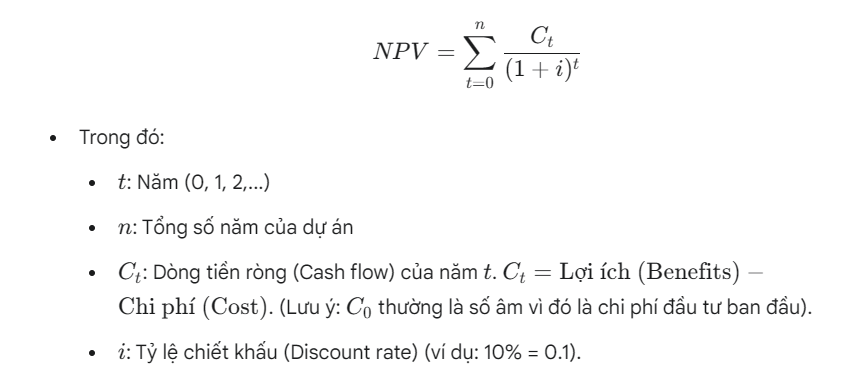 NPV = \sum_{t=0}^{n} \frac{C_t}{(1+i)^t}
• Trong đó:
• t: Năm (0, 1, 2,...)
• n: Tổng số năm của dự án
• C_t: Dòng tiền ròng (Cash flow) của năm t. C_t = Lợi ích (Benefits) −
Chi phí (Cost). (Lưu ý: C_0 thường là số âm vì đó là chi phí đầu tư ban đầu).
• i: Tỷ lệ chiết khấu (Discount rate) (ví dụ: 10% = 0.1).